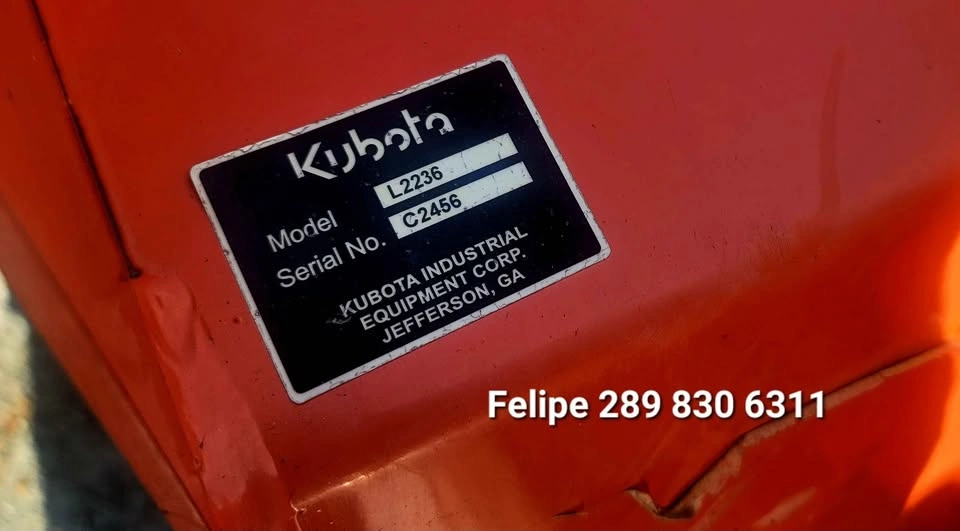 Kubota
Model L2236
Serial No. C2456
KUBOTA INDUSTRIAL
EQUIPMENT CORP.
JEFFERSON, GA
Felipe 289 830 6311